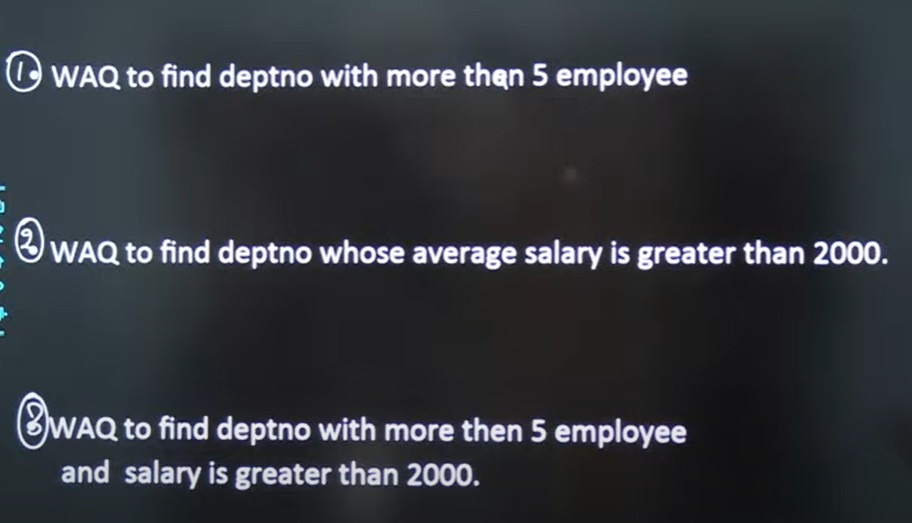 1. WAQ to find deptno with more then 5 employee
2 WAQ to find deptno whose average salary is greater than 2000.
3 WAQ to find deptno with more then 5 employee
and salary is greater than 2000.